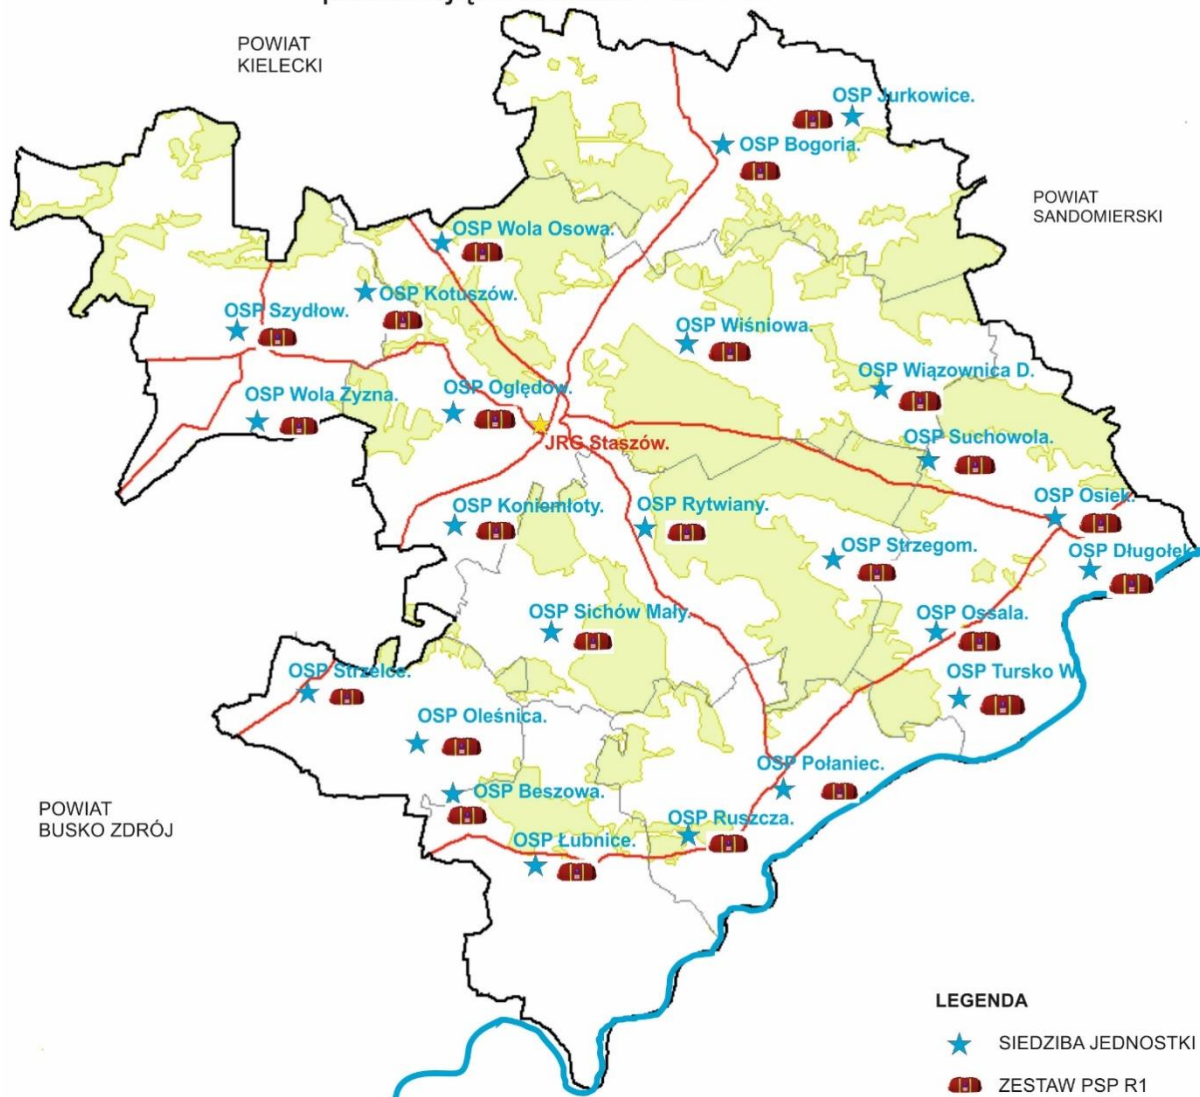 POWIAT
KIELECKI
OSP Jurkowice.
OSP Bogoria.
POWIAT
SANDOMIERSKI
OSP Wola Osowa.
OSP Kotuszów.
OSP Szydłow.
OSP Wiśniowa.
OSP Wiązownica D.
OSP Wola Zyzna.
OSP Oględów.
JRG Staszów.
OSP Suchowola.
OSP Osiek.
OSP Koniemłoty.
OSP Rytwiany.
OSP Strzegom.
OSP Długołęk
OSP Sichów Mały.
OSP Ossala.
OSP Strzelce.
OSP Tursko W.
OSP Oleśnica.
OSP Połaniec.
OSP Beszowa.
POWIAT
BUSKO ZDRÓJ
OSP Ruszcza.
OSP Łubnice.
LEGENDA
SIEDZIBA JEDNOSTKI
ZESTAW PSP R1